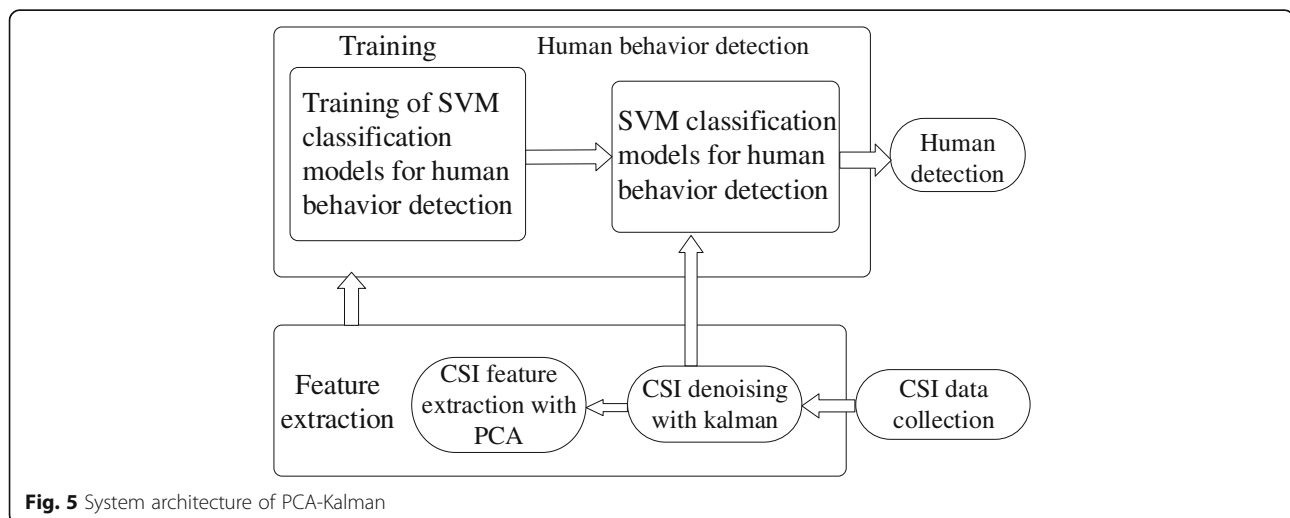 Training
Human behavior detection
Training of SVM
classification
models for human
behavior detection
SVM classification
models for human
behavior detection
Human
detection
Feature
extraction
CSI feature
extraction with
PCA
CSI denoising
with kalman
CSI data
collection
Fig. 5 System architecture of PCA-Kalman